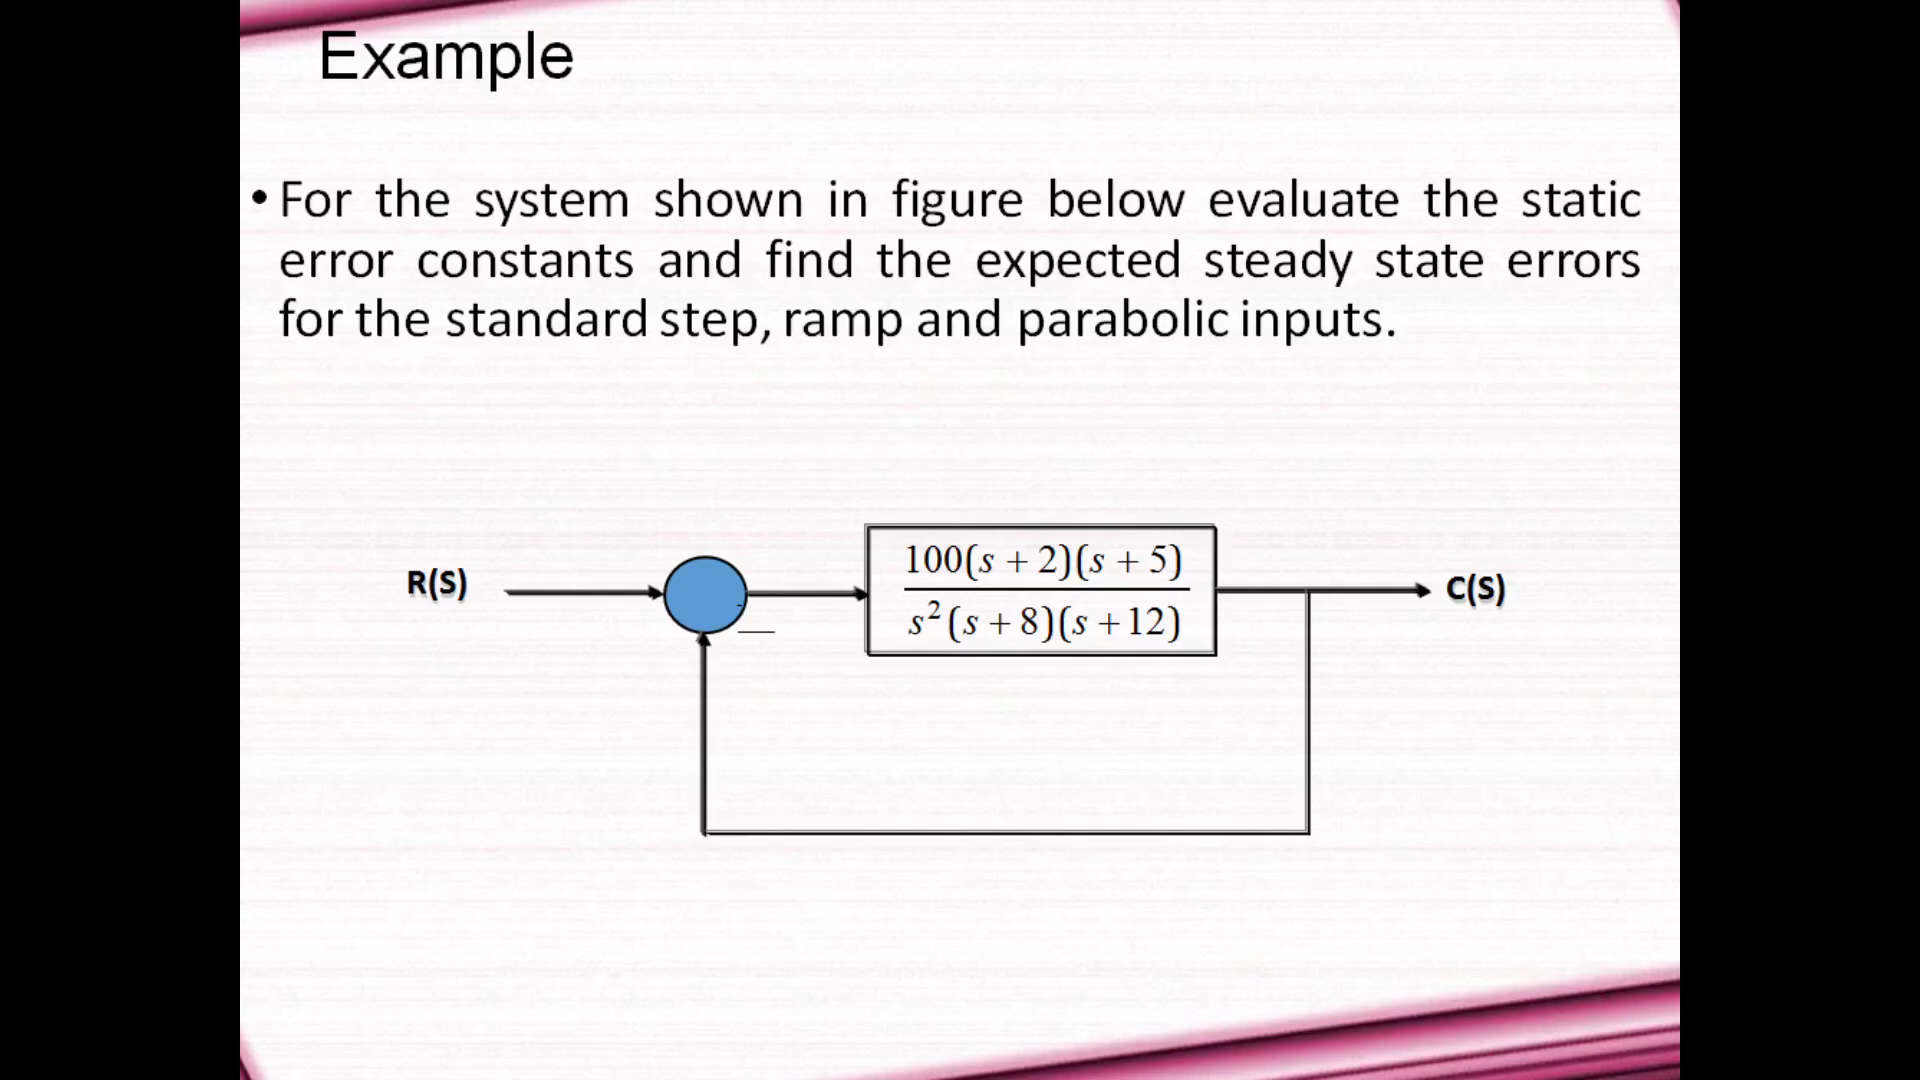 Example
• For the system shown in figure below evaluate the static
error constants and find the expected steady state errors
for the standard step, ramp and parabolic inputs.
R(S)
100(s + 2)(s + 5)
s²(s + 8)(s + 12)
C(S)
—